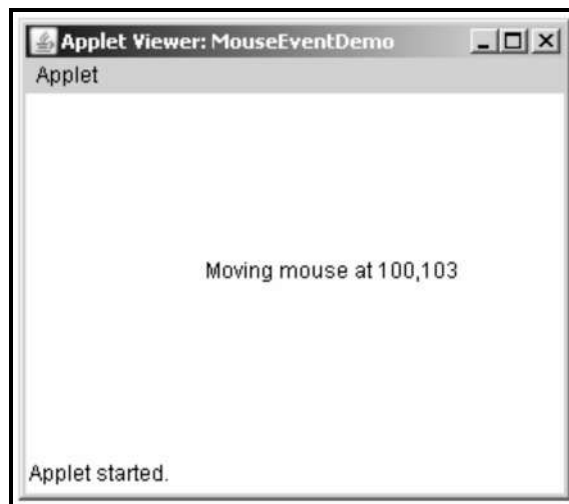 Applet Viewer: MouseEventDemo
Applet
Moving mouse at 100,103
Applet started.